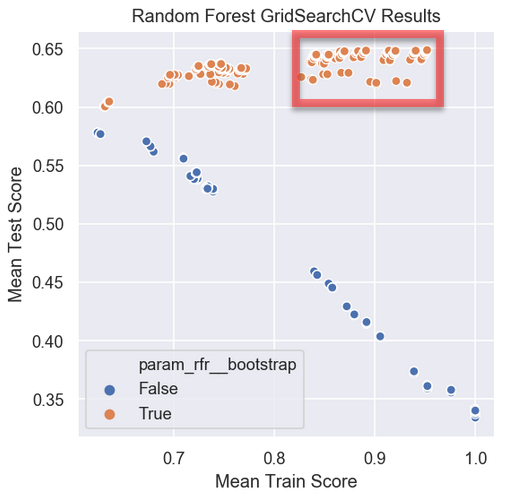 Random Forest GridSearchCV Results
0.65
0.60
0.55
0.50
0.45
0.40
0.35
Mean Test Score
param_rfr__bootstrap
False
True
0.7 0.8 0.9 1.0
Mean Train Score